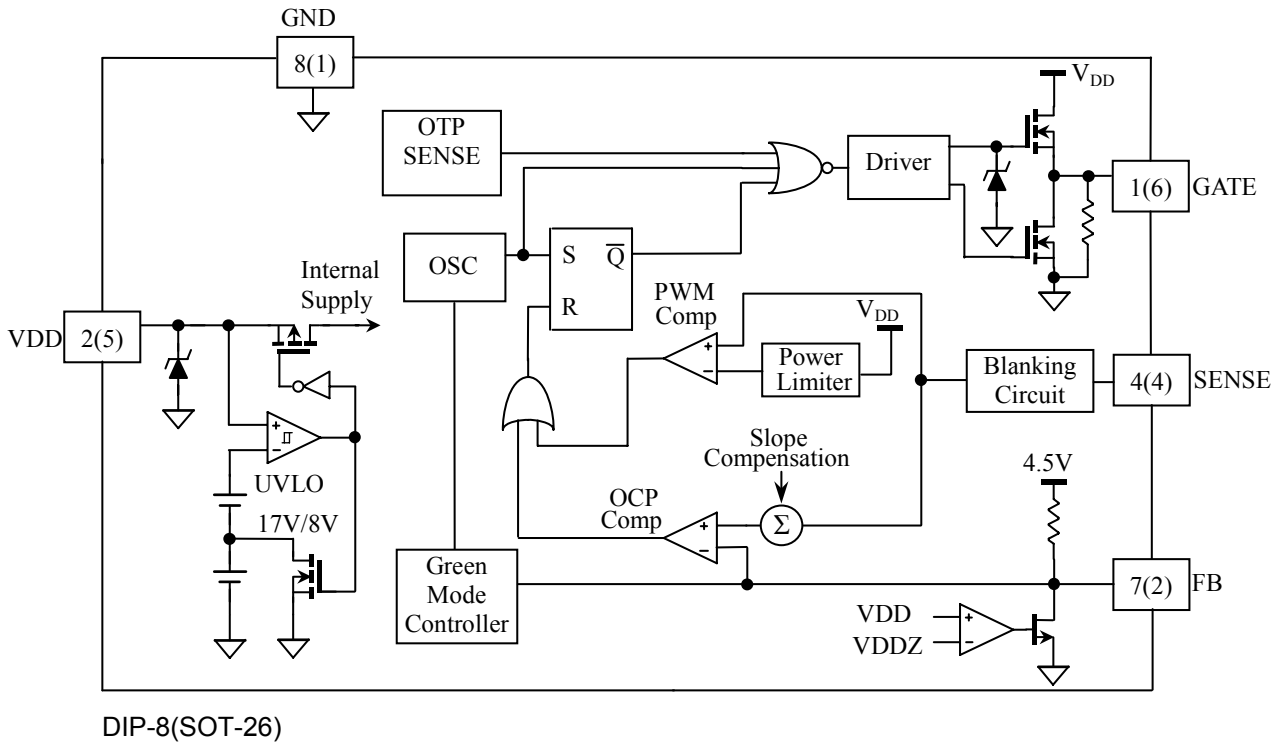 GND
8(1)
VDD
OTP
SENSE
Driver
1(6)
GATE
OSC
S
Q̅
R
Internal
Supply
VDD
2(5)
PWM
Comp
VDD
Power
Limiter
Blanking
Circuit
4(4)
SENSE
+
−
+
−
UVLO
17V/8V
Slope
Compensation
4.5V
OCP
Comp
+
−
Σ
Green
Mode
Controller
7(2)
FB
VDD
VDDZ
+
−
DIP-8(SOT-26)